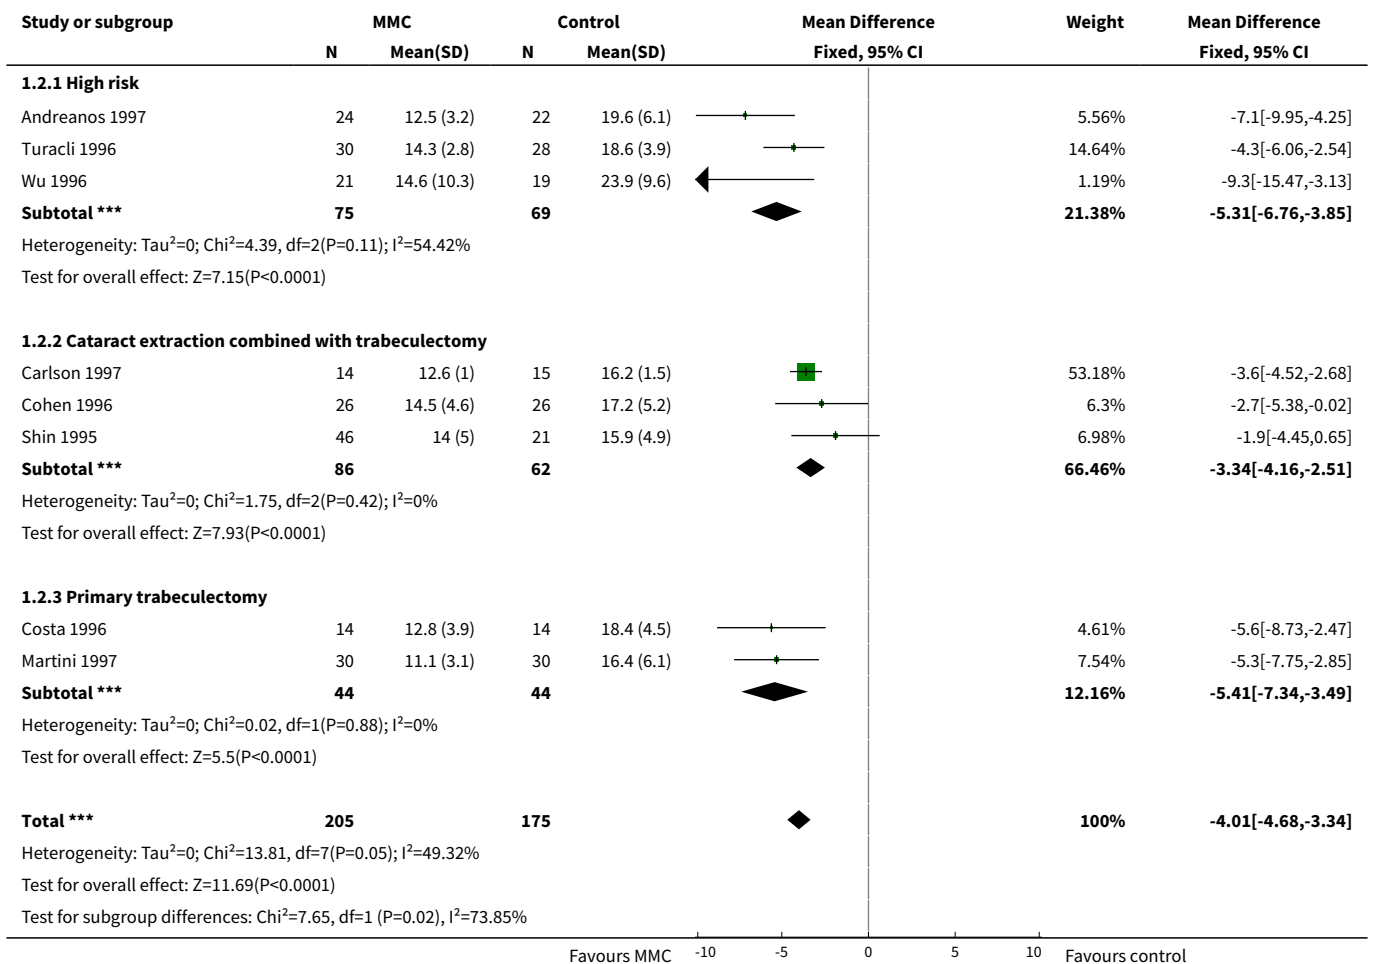 Study or subgroup MMC Control Mean Difference Weight Mean Difference
N Mean(SD) N Mean(SD) Fixed, 95% CI Fixed, 95% CI
1.2.1 High risk
Andreanos 1997 24 12.5 (3.2) 22 19.6 (6.1) 5.56% -7.1[-9.95,-4.25]
Turacli 1996 30 14.3 (2.8) 28 18.6 (3.9) 14.64% -4.3[-6.06,-2.54]
Wu 1996 21 14.6 (10.3) 19 23.9 (9.6) 1.19% -9.3[-15.47,-3.13]
Subtotal *** 75 69 21.38% -5.31[-6.76,-3.85]
Heterogeneity: Tau²=0; Chi²=4.39, df=2(P=0.11); I²=54.42%
Test for overall effect: Z=7.15(P<0.0001)
1.2.2 Cataract extraction combined with trabeculectomy
Carlson 1997 14 12.6 (1) 15 16.2 (1.5) 53.18% -3.6[-4.52,-2.68]
Cohen 1996 26 14.5 (4.6) 26 17.2 (5.2) 6.3% -2.7[-5.38,-0.02]
Shin 1995 46 14 (5) 21 15.9 (4.9) 6.98% -1.9[-4.45,0.65]
Subtotal *** 86 62 66.46% -3.34[-4.16,-2.51]
Heterogeneity: Tau²=0; Chi²=1.75, df=2(P=0.42); I²=0%
Test for overall effect: Z=7.93(P<0.0001)
1.2.3 Primary trabeculectomy
Costa 1996 14 12.8 (3.9) 14 18.4 (4.5) 4.61% -5.6[-8.73,-2.47]
Martini 1997 30 11.1 (3.1) 30 16.4 (6.1) 7.54% -5.3[-7.75,-2.85]
Subtotal *** 44 44 12.16% -5.41[-7.34,-3.49]
Heterogeneity: Tau²=0; Chi²=0.02, df=1(P=0.88); I²=0%
Test for overall effect: Z=5.5(P<0.0001)
Total *** 205 175 100% -4.01[-4.68,-3.34]
Heterogeneity: Tau²=0; Chi²=13.81, df=7(P=0.05); I²=49.32%
Test for overall effect: Z=11.69(P<0.0001)
Test for subgroup differences: Chi²=7.65, df=1 (P=0.02), I²=73.85%
Favours MMC -10 -5 0 5 10 Favours control